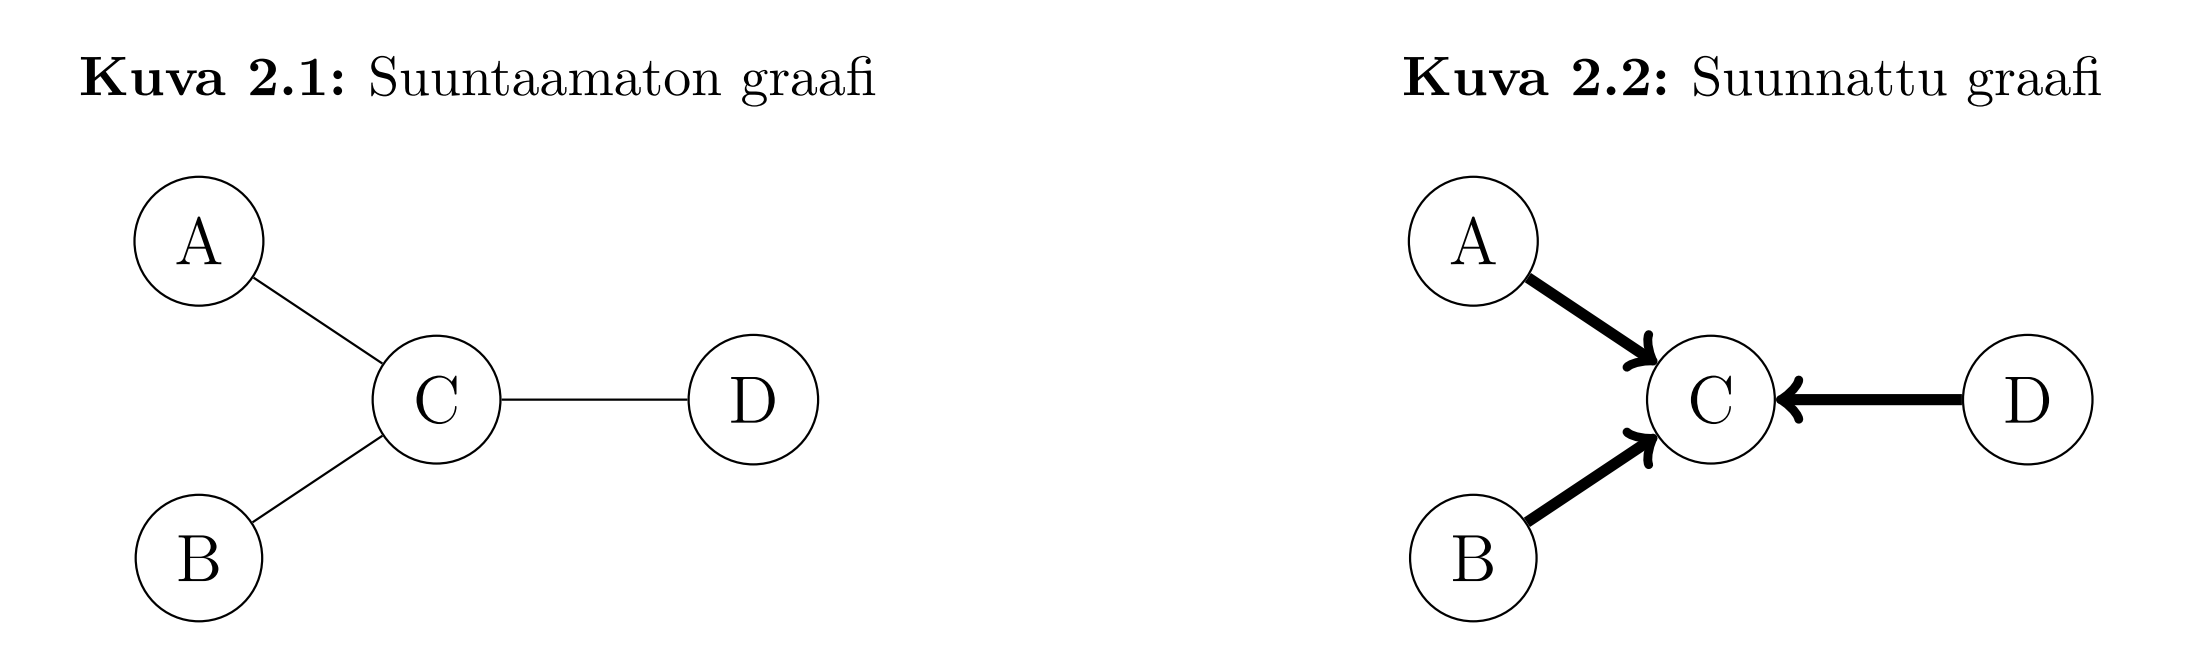 Kuva 2.1: Suuntaamaton graafi
A
C
D
B
Kuva 2.2: Suunnattu graafi
A
C
D
B